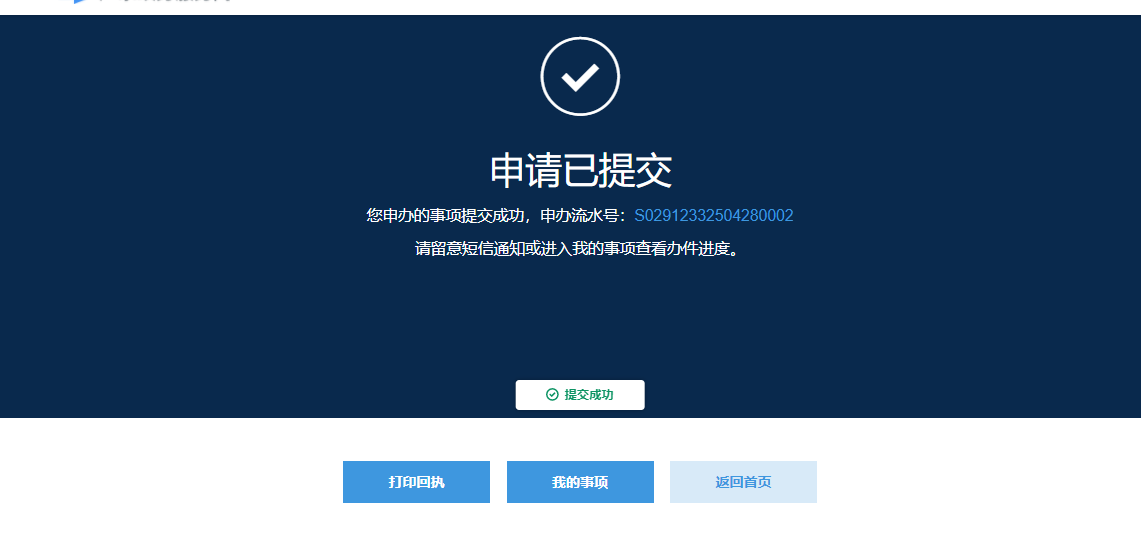 申请已提交
您申办的事项提交成功，申办流水号：S02912332504280002
请留意短信通知或进入我的事项查看办件进度。
提交成功
打印回执
我的事项
返回首页